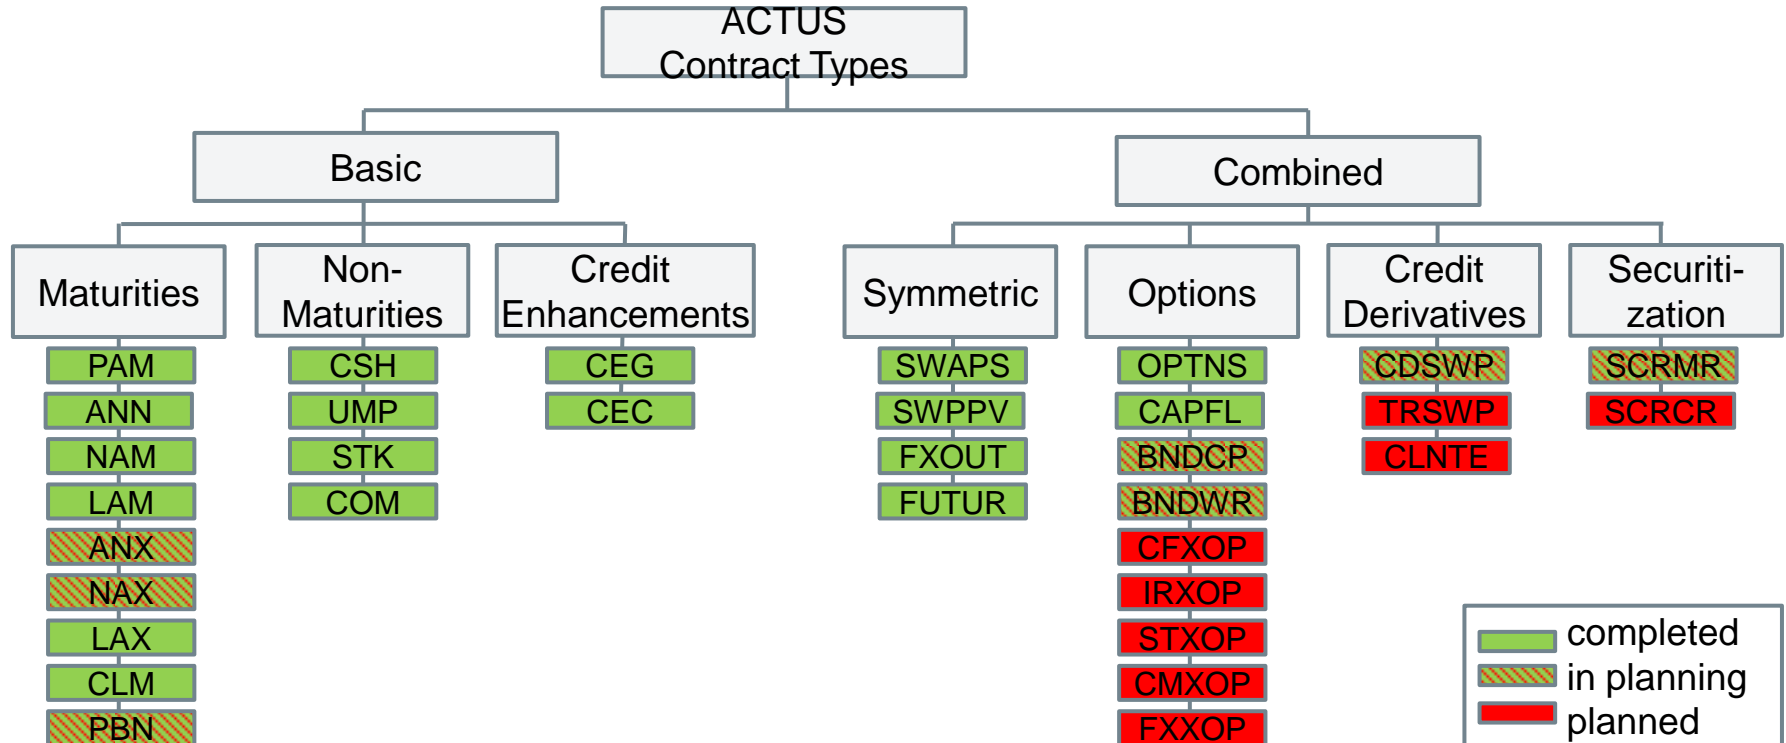 ACTUS
Contract Types
Basic
Combined
Maturities
Non-
Maturities
Credit
Enhancements
Symmetric
Options
Credit
Derivatives
Securiti-
zation
PAM
ANN
NAM
LAM
ANX
NAX
LAX
CLM
PBN
CSH
UMP
STK
COM
CEG
CEC
SWAPS
SWPPV
FXOUT
FUTUR
OPTNS
CAPFL
BNDCP
BNDWR
CFXOP
IRXOP
STXOP
CMXOP
FXXOP
CDSWP
TRSWP
CLNTE
SCRMR
SCRCR
completed
in planning
planned